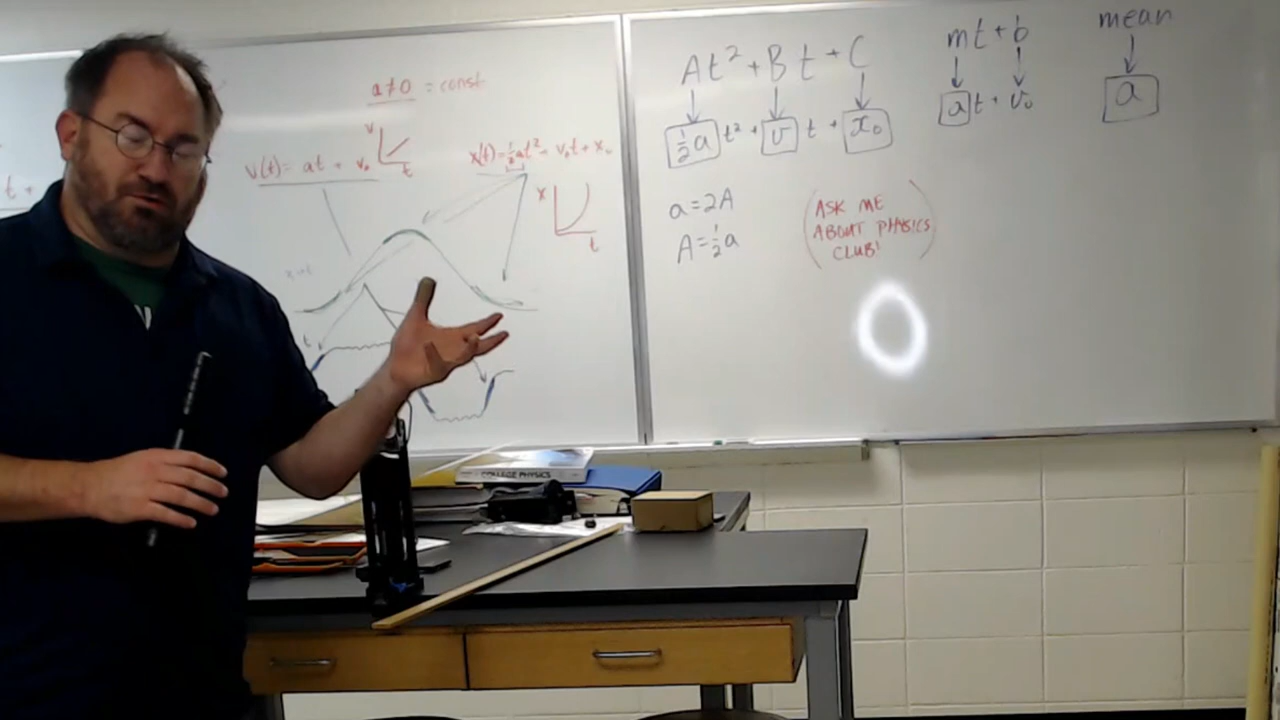 a≠0 = const
v
t
v(t) = at + v₀
x(t)=½at² + v₀t + x₀
x
t
t +
t
At² + Bt + C
½a t² + v t + x₀
a = 2A
A = ½a
ASK ME
ABOUT PHYSICS
CLUB!
mt + b
at + v₀
mean
a
COLLEGE PHYSICS